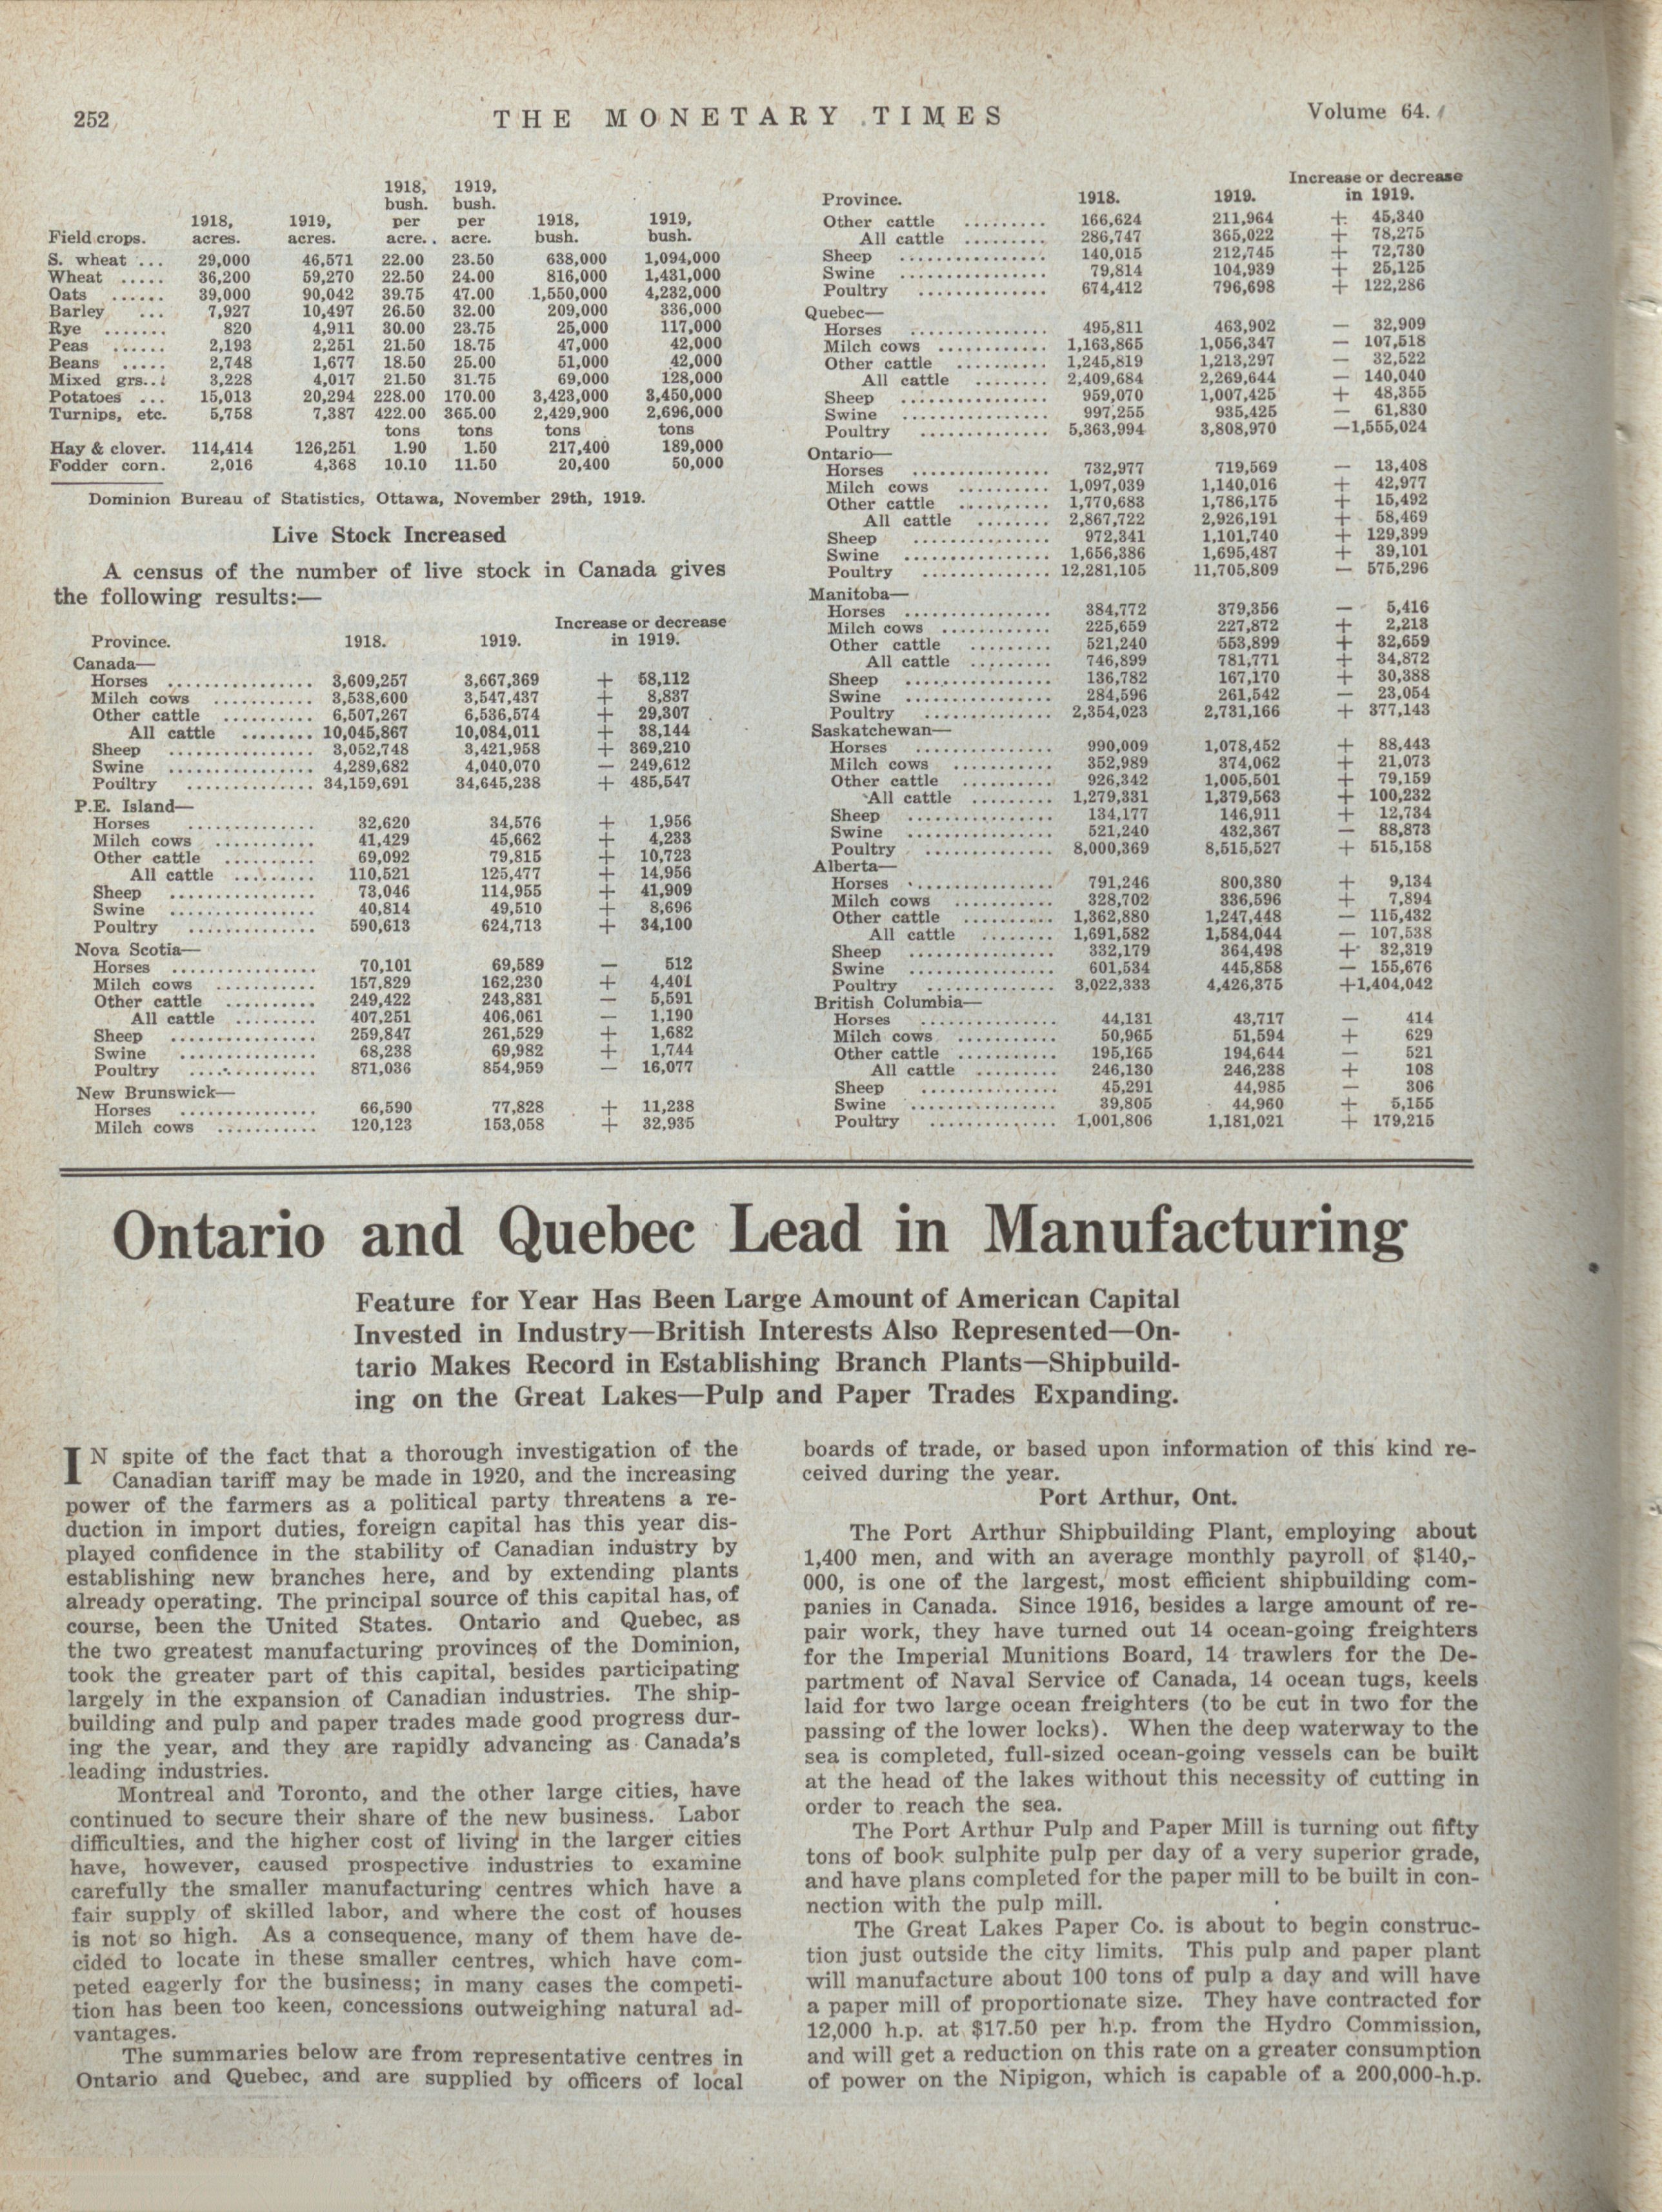 252
THE MONETARY TIMES
Volume 64.
1918, 1919,
bush. bush.
1918, 1919, per per 1918, 1919,
Field crops. acres. acres. acre.. acre. bush. bush.
S. wheat ... 29,000 46,571 22.00 23.50 638,000 1,094,000
Wheat ..... 36,200 59,270 22.50 24.00 816,000 1,431,000
Oats ...... 39,000 90,042 39.75 47.00 1,550,000 4,232,000
Barley ... 7,927 10,497 26.50 32.00 209,000 336,000
Rye ....... 820 4,911 30.00 23.75 25,000 117,000
Peas ...... 2,193 2,251 21.50 18.75 47,000 42,000
Beans ..... 2,748 1,677 18.50 25.00 51,000 42,000
Mixed grs... 3,228 4,017 21.50 31.75 69,000 128,000
Potatoes ... 15,013 20,294 228.00 170.00 3,423,000 3,450,000
Turnips, etc. 5,758 7,387 422.00 365.00 2,429,900 2,696,000
tons tons tons tons
Hay & clover. 114,414 126,251 1.90 1.50 217,400 189,000
Fodder corn. 2,016 4,368 10.10 11.50 20,400 50,000
Dominion Bureau of Statistics, Ottawa, November 29th, 1919.
Live Stock Increased
A census of the number of live stock in Canada gives
the following results:—
Increase or decrease
Province. 1918. 1919. in 1919.
Canada—
Horses ................ 3,609,257 3,667,369 + 58,112
Milch cows ........... 3,538,600 3,547,437 + 8,837
Other cattle .......... 6,507,267 6,536,574 + 29,307
All cattle ........ 10,045,867 10,084,011 + 38,144
Sheep ................ 3,052,748 3,421,958 + 369,210
Swine ................ 4,289,682 4,040,070 — 249,612
Poultry .............. 34,159,691 34,645,238 + 485,547
P.E. Island—
Horses .............. 32,620 34,576 + 1,956
Milch cows ........... 41,429 45,662 + 4,233
Other cattle .......... 69,092 79,815 + 10,723
All cattle ......... 110,521 125,477 + 14,956
Sheep ................ 73,046 114,955 + 41,909
Swine ................ 40,814 49,510 + 8,696
Poultry .............. 590,613 624,713 + 34,100
Nova Scotia—
Horses ................ 70,101 69,589 — 512
Milch cows ........... 157,829 162,230 + 4,401
Other cattle .......... 249,422 243,831 — 5,591
All cattle ......... 407,251 406,061 — 1,190
Sheep ................ 259,847 261,529 + 1,682
Swine ............... 68,238 69,982 + 1,744
Poultry .............. 871,036 854,959 — 16,077
New Brunswick—
Horses ............... 66,590 77,828 + 11,238
Milch cows ........... 120,123 153,058 + 32,935
Increase or decrease
Province. 1918. 1919. in 1919.
Other cattle ......... 166,624 211,964 + 45,340
All cattle ......... 286,747 365,022 + 78,275
Sheep ................ 140,015 212,745 + 72,730
Swine ................ 79,814 104,939 + 25,125
Poultry .............. 674,412 796,698 + 122,286
Quebec—
Horses ............... 495,811 463,902 — 32,909
Milch cows ............ 1,163,865 1,056,347 — 107,518
Other cattle .......... 1,245,819 1,213,297 — 32,522
All cattle ........ 2,409,684 2,269,644 — 140,040
Sheep ................ 959,070 1,007,425 + 48,355
Swine ................ 997,255 935,425 — 61,830
Poultry .............. 5,363,994 3,808,970 —1,555,024
Ontario—
Horses ............... 732,977 719,569 — 13,408
Milch cows .......... 1,097,039 1,140,016 + 42,977
Other cattle .......... 1,770,683 1,786,175 + 15,492
All cattle ........ 2,867,722 2,926,191 + 58,469
Sheep ............... 972,341 1,101,740 + 129,399
Swine ................ 1,656,386 1,695,487 + 39,101
Poultry .............. 12,281,105 11,705,809 — 575,296
Manitoba—
Horses ................ 384,772 379,356 — 5,416
Milch cows ............ 225,659 227,872 + 2,213
Other cattle ......... 521,240 553,899 + 32,659
All cattle ......... 746,899 781,771 + 34,872
Sheep ................ 136,782 167,170 + 30,388
Swine ................ 284,596 261,542 — 23,054
Poultry .............. 2,354,023 2,731,166 + 377,143
Saskatchewan—
Horses ............... 990,009 1,078,452 + 88,443
Milch cows ........... 352,989 374,062 + 21,073
Other cattle .......... 926,342 1,005,501 + 79,159
All cattle ......... 1,279,331 1,379,563 + 100,232
Sheep ................ 134,177 146,911 + 12,734
Swine ................ 521,240 432,367 — 88,873
Poultry .............. 8,000,369 8,515,527 + 515,158
Alberta—
Horses ................ 791,246 800,380 + 9,134
Milch cows ........... 328,702 336,596 + 7,894
Other cattle .......... 1,362,880 1,247,448 — 115,432
All cattle ........ 1,691,582 1,584,044 — 107,538
Sheep ................ 332,179 364,498 + 32,319
Swine ................ 601,534 445,858 — 155,676
Poultry .............. 3,022,333 4,426,375 +1,404,042
British Columbia—
Horses ............... 44,131 43,717 — 414
Milch cows ........... 50,965 51,594 + 629
Other cattle ........... 195,165 194,644 — 521
All cattle ......... 246,130 246,238 + 108
Sheep ............... 45,291 44,985 — 306
Swine ................ 39,805 44,960 + 5,155
Poultry .............. 1,001,806 1,181,021 + 179,215
Ontario and Quebec Lead in Manufacturing
Feature for Year Has Been Large Amount of American Capital
Invested in Industry—British Interests Also Represented—On-
tario Makes Record in Establishing Branch Plants—Shipbuild-
ing on the Great Lakes—Pulp and Paper Trades Expanding.
IN spite of the fact that a thorough investigation of the
Canadian tariff may be made in 1920, and the increasing
power of the farmers as a political party threatens a re-
duction in import duties, foreign capital has this year dis-
played confidence in the stability of Canadian industry by
establishing new branches here, and by extending plants
already operating. The principal source of this capital has, of
course, been the United States. Ontario and Quebec, as
the two greatest manufacturing provinces of the Dominion,
took the greater part of this capital, besides participating
largely in the expansion of Canadian industries. The ship-
building and pulp and paper trades made good progress dur-
ing the year, and they are rapidly advancing as Canada's
leading industries.
Montreal and Toronto, and the other large cities, have
continued to secure their share of the new business. Labor
difficulties, and the higher cost of living in the larger cities
have, however, caused prospective industries to examine
carefully the smaller manufacturing centres which have a
fair supply of skilled labor, and where the cost of houses
is not so high. As a consequence, many of them have de-
cided to locate in these smaller centres, which have com-
peted eagerly for the business; in many cases the competi-
tion has been too keen, concessions outweighing natural ad-
vantages.
The summaries below are from representative centres in
Ontario and Quebec, and are supplied by officers of local
boards of trade, or based upon information of this kind re-
ceived during the year.
Port Arthur, Ont.
The Port Arthur Shipbuilding Plant, employing about
1,400 men, and with an average monthly payroll of $140,-
000, is one of the largest, most efficient shipbuilding com-
panies in Canada. Since 1916, besides a large amount of re-
pair work, they have turned out 14 ocean-going freighters
for the Imperial Munitions Board, 14 trawlers for the De-
partment of Naval Service of Canada, 14 ocean tugs, keels
laid for two large ocean freighters (to be cut in two for the
passing of the lower locks). When the deep waterway to the
sea is completed, full-sized ocean-going vessels can be built
at the head of the lakes without this necessity of cutting in
order to reach the sea.
The Port Arthur Pulp and Paper Mill is turning out fifty
tons of book sulphite pulp per day of a very superior grade,
and have plans completed for the paper mill to be built in con-
nection with the pulp mill.
The Great Lakes Paper Co. is about to begin construc-
tion just outside the city limits. This pulp and paper plant
will manufacture about 100 tons of pulp a day and will have
a paper mill of proportionate size. They have contracted for
12,000 h.p. at $17.50 per h.p. from the Hydro Commission,
and will get a reduction on this rate on a greater consumption
of power on the Nipigon, which is capable of a 200,000-h.p.